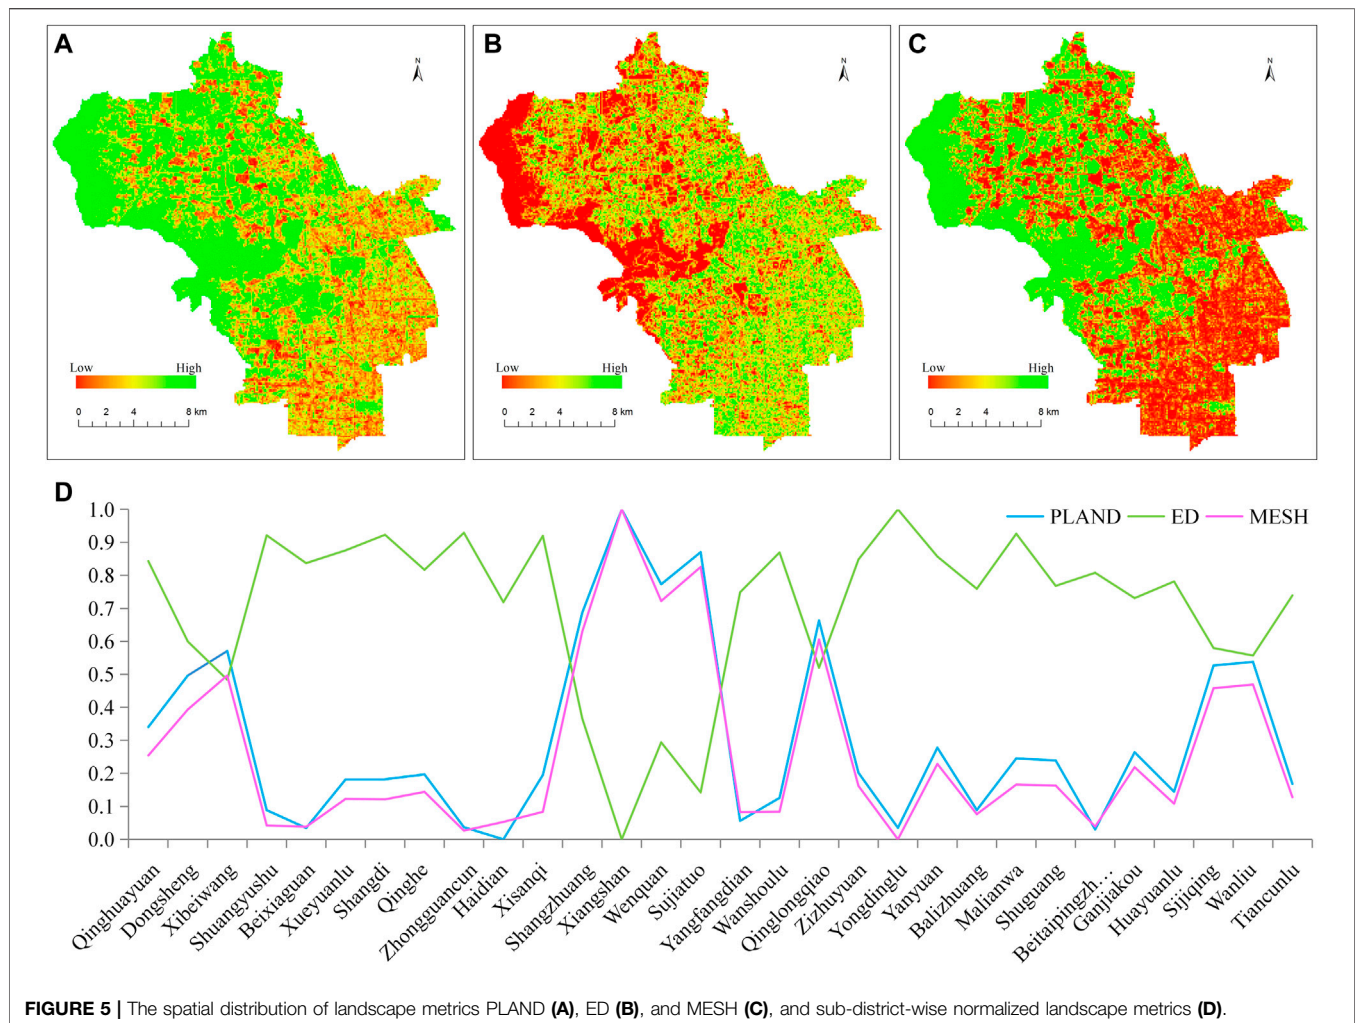 A
B
C
N
N
N
Low High
Low High
Low High
0 2 4 8 km
0 2 4 8 km
0 2 4 8 km
D
PLAND ED MESH
1.0
0.9
0.8
0.7
0.6
0.5
0.4
0.3
0.2
0.1
0.0
Qinghuayuan
Dongsheng
Xibeiwang
Shuangyushu
Beixiaguan
Xueyuanlu
Shangdi
Qinghe
Zhongguancun
Haidian
Xisanqi
Shangzhuang
Xiangshan
Wenquan
Sujiatuo
Yangfangdian
Wanshoulu
Qinglongqiao
Zizhuyuan
Yongdinglu
Yanyuan
Balizhuang
Malianwa
Shuguang
Beitaipingzh…
Ganjiakou
Huayuanlu
Sijiqing
Wanliu
Tiancunlu
FIGURE 5 | The spatial distribution of landscape metrics PLAND (A), ED (B), and MESH (C), and sub-district-wise normalized landscape metrics (D).